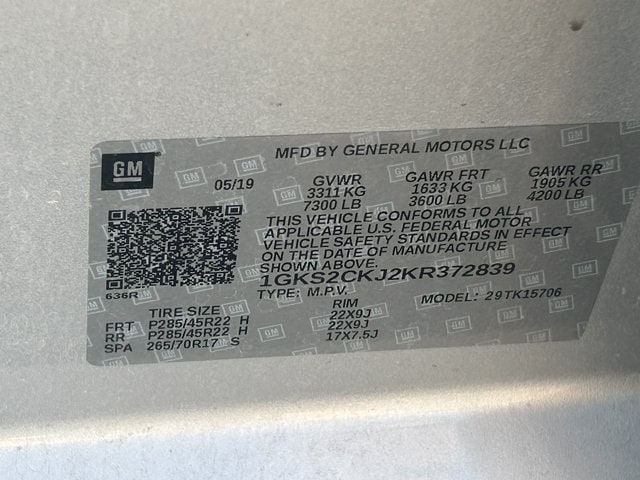 GM
MFD BY GENERAL MOTORS LLC
05/19 GVWR GAWR FRT GAWR RR
3311 KG 1633 KG 1905 KG
7300 LB 3600 LB 4200 LB
THIS VEHICLE CONFORMS TO ALL
APPLICABLE U.S. FEDERAL MOTOR
VEHICLE SAFETY STANDARDS IN EFFECT
ON THE DATE OF MANUFACTURE
SHOWN ABOVE.
1GKS2CKJ2KR372839
636R TYPE: M.P.V. MODEL: 29TK15706
TIRE SIZE RIM
FRT P285/45R22 H 22X9J
RR P285/45R22 H 22X9J
SPA 265/70R17 S 17X7.5J